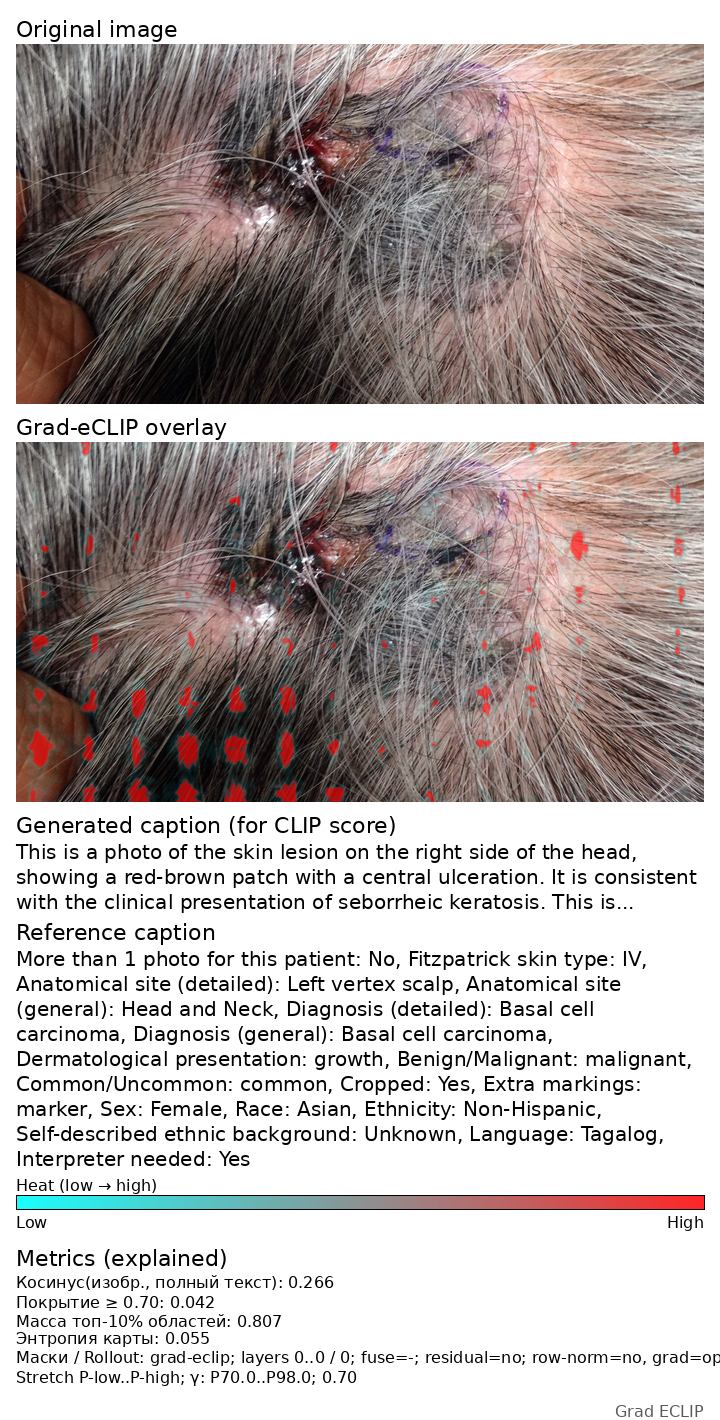 Original image
Grad-eCLIP overlay
Generated caption (for CLIP score)
This is a photo of the skin lesion on the right side of the head,
showing a red-brown patch with a central ulceration. It is consistent
with the clinical presentation of seborrheic keratosis. This is...
Reference caption
More than 1 photo for this patient: No, Fitzpatrick skin type: IV,
Anatomical site (detailed): Left vertex scalp, Anatomical site
(general): Head and Neck, Diagnosis (detailed): Basal cell
carcinoma, Diagnosis (general): Basal cell carcinoma,
Dermatological presentation: growth, Benign/Malignant: malignant,
Common/Uncommon: common, Cropped: Yes, Extra markings:
marker, Sex: Female, Race: Asian, Ethnicity: Non-Hispanic,
Self-described ethnic background: Unknown, Language: Tagalog,
Interpreter needed: Yes
Heat (low → high)
Low High
Metrics (explained)
Косинус(изобр., полный текст): 0.266
Покрытие ≥ 0.70: 0.042
Масса топ-10% областей: 0.807
Энтропия карты: 0.055
Маски / Rollout: grad-eclip; layers 0..0 / 0; fuse=-; residual=no; row-norm=no, grad=op
Stretch P-low..P-high; γ: P70.0..P98.0; 0.70
Grad ECLIP